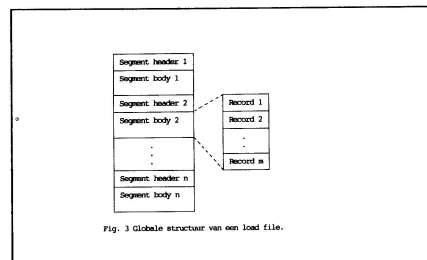 Segment header 1
Segment body 1
Segment header 2
Segment body 2
.
.
.
Segment header n
Segment body n
Record 1
Record 2
.
.
Record m
Fig. 3 Globale structuur van een load file.